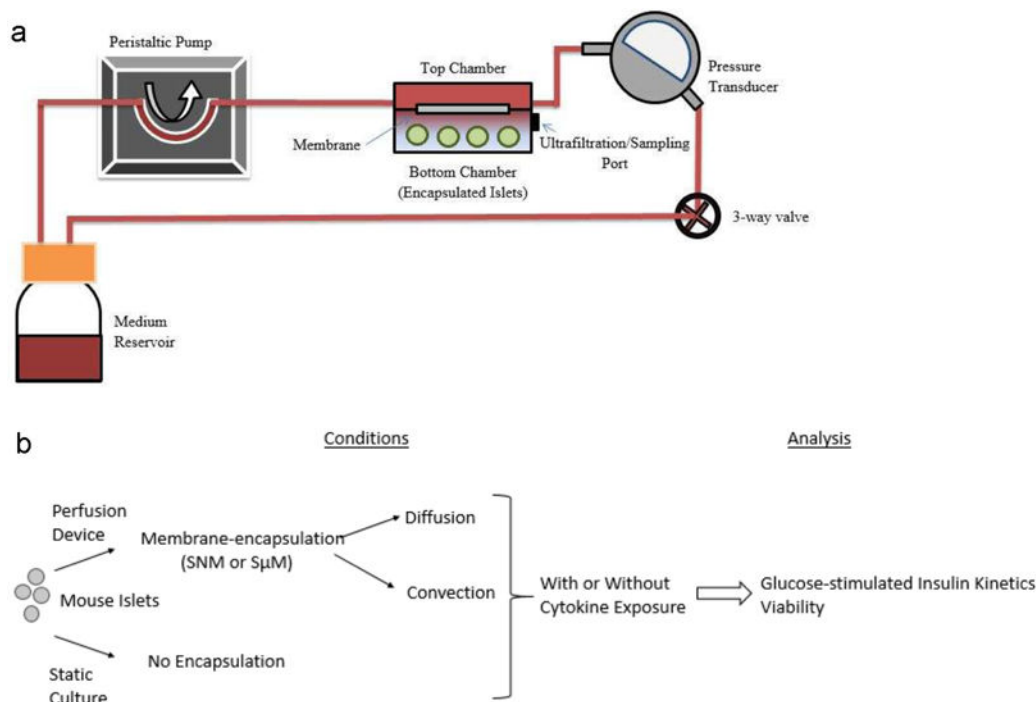 a
Peristaltic Pump
Top Chamber
Pressure
Transducer
Membrane
Ultrafiltration/Sampling
Port
Bottom Chamber
(Encapsulated Islets)
3-way valve
Medium
Reservoir
b
Conditions
Analysis
Perfusion
Device
Membrane-encapsulation
(SNM or SμM)
Diffusion
Convection
Mouse Islets
With or Without
Cytokine Exposure
Glucose-stimulated Insulin Kinetics
Viability
No Encapsulation
Static
Culture